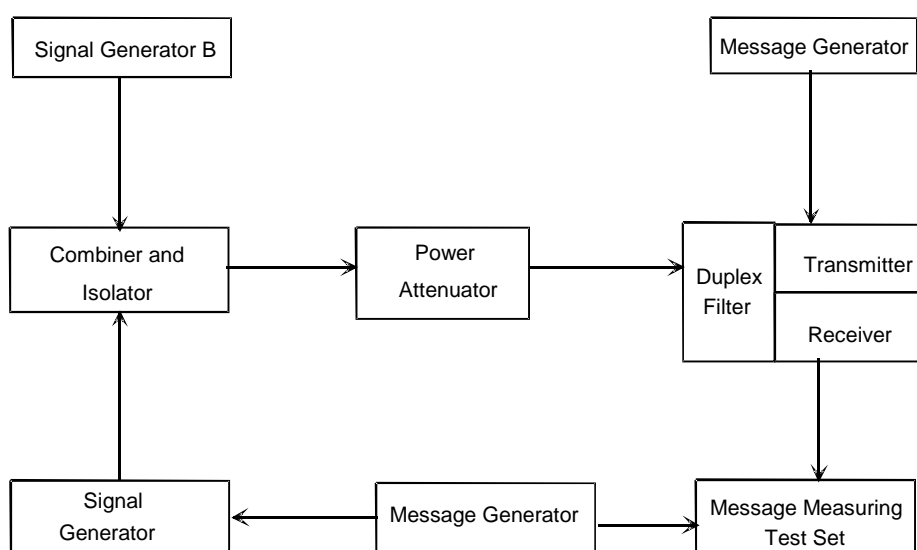 Signal Generator B
Message Generator
Combiner and
Isolator
Power
Attenuator
Duplex
Filter
Transmitter
Receiver
Signal
Generator
Message Generator
Message Measuring
Test Set